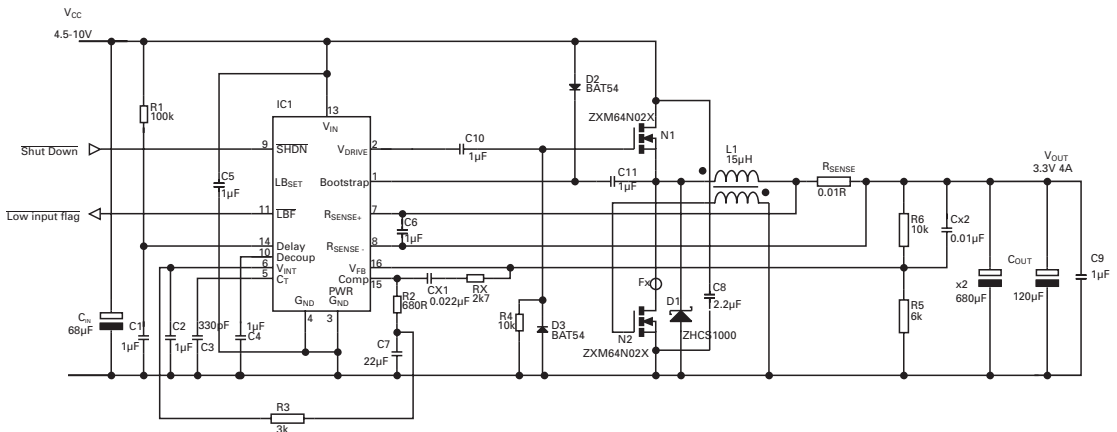 VCC
4.5-10V
D2
BAT54
R1
100k
IC1
13
VIN
ZXM64N02X
N1
C10
1µF
L1
15µH
RSENSE
0.01R
VOUT
3.3V 4A
Shut Down
9
SHDN
VDRIVE
2
C5
1µF
LBSET
Bootstrap
1
C11
1µF
Low input flag
11
LBF
RSENSE+
7
C6
1µF
R6
10k
Cx2
0.01µF
14
Delay
RSENSE -
8
10
Decoup
6
VINT
VFB
16
5
CT
Comp
15
CX1
0.022µF
RX
2k7
R2
680R
PWR
GND
GND
4
3
Fx
D1
ZHCS1000
C8
2.2µF
COUT
x2
680µF
120µF
C9
1µF
CIN
68µF
C1
1µF
C2
1µF
330pF
C3
1µF
C4
C7
22µF
R4
10k
D3
BAT54
N2
ZXM64N02X
R5
6k
R3
3k